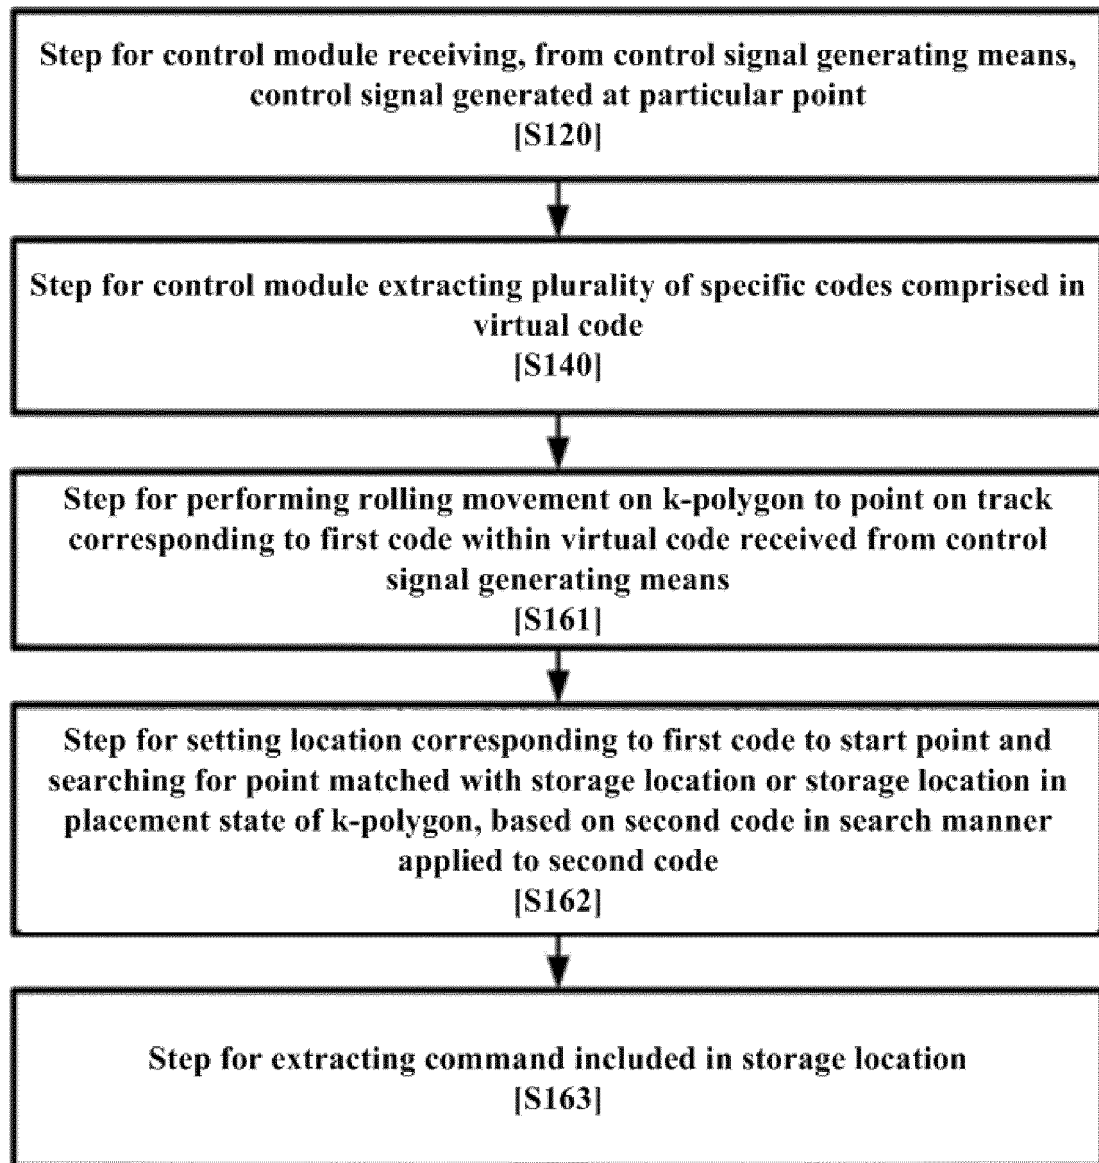 Step for control module receiving, from control signal generating means,
control signal generated at particular point
[S120]
Step for control module extracting plurality of specific codes comprised in
virtual code
[S140]
Step for performing rolling movement on k-polygon to point on track
corresponding to first code within virtual code received from control
signal generating means
[S161]
Step for setting location corresponding to first code to start point and
searching for point matched with storage location or storage location in
placement state of k-polygon, based on second code in search manner
applied to second code
[S162]
Step for extracting command included in storage location
[S163]